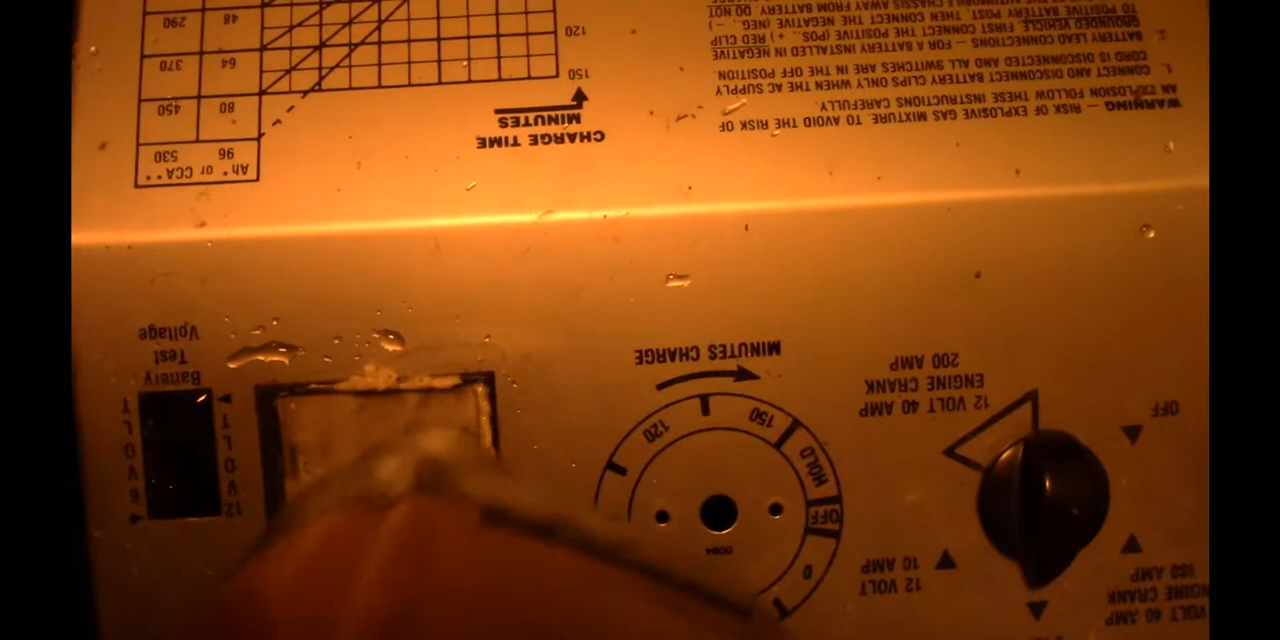 VOLT 40 AMP
ENGINE CRANK
180 AMP
12 VOLT
10 AMP
OFF
12 VOLT 40 AMP
ENGINE CRANK
200 AMP
0
OFF
HOLD
150
120
MINUTES CHARGE
12 VOLT
6 VOLT
Battery
Test
Voltage
WARNING — RISK OF EXPLOSIVE GAS MIXTURE. TO AVOID THE RISK OF
AN EXPLOSION FOLLOW THESE INSTRUCTIONS CAREFULLY.
1. CONNECT AND DISCONNECT BATTERY CLIPS ONLY WHEN THE AC SUPPLY
CORD IS DISCONNECTED AND ALL SWITCHES ARE IN THE OFF POSITION.
2. BATTERY LEAD CONNECTIONS — FOR A BATTERY INSTALLED IN NEGATIVE
GROUNDED VEHICLE, FIRST CONNECT THE POSITIVE (POS., +) RED CLIP
TO POSITIVE BATTERY POST. THEN CONNECT THE NEGATIVE (NEG., −)
AUTOMOBILE CHASSIS AWAY FROM BATTERY. DO NOT
CHARGE TIME
MINUTES
150
120
Ah* or CCA**
96 530
80 450
64 370
48 290